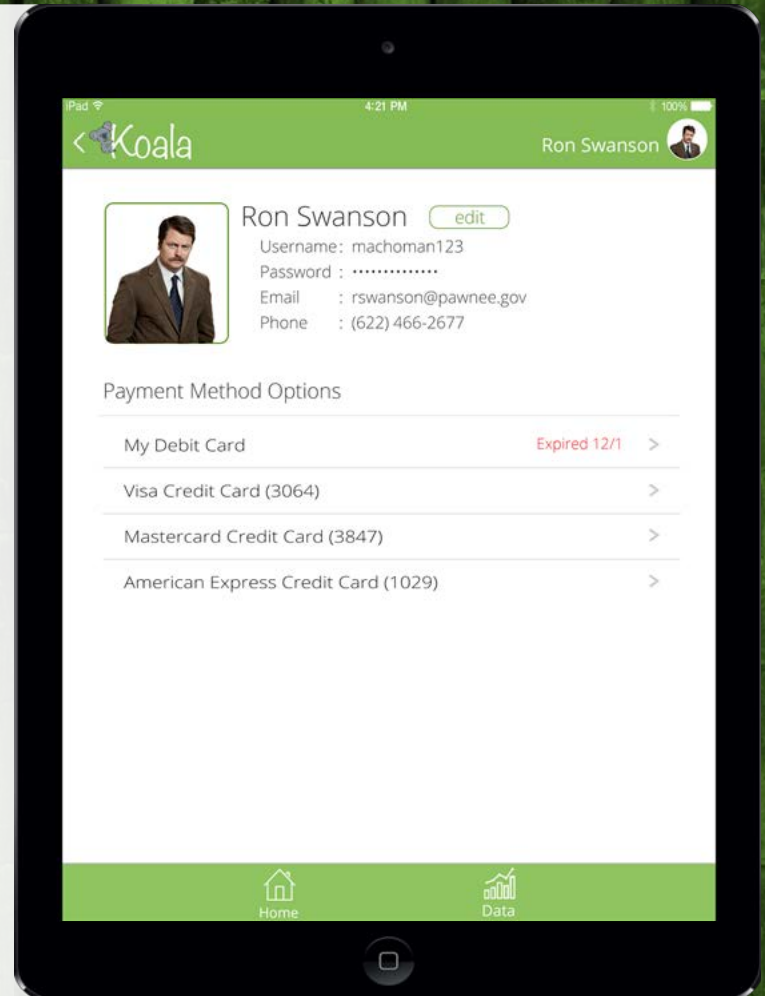 iPad 4:21 PM 100%
Koala Ron Swanson
Ron Swanson edit
Username: machoman123
Password : ••••••••••••••
Email : rswanson@pawnee.gov
Phone : (622) 466-2677
Payment Method Options
My Debit Card Expired 12/1 >
Visa Credit Card (3064) >
Mastercard Credit Card (3847) >
American Express Credit Card (1029) >
Home Data